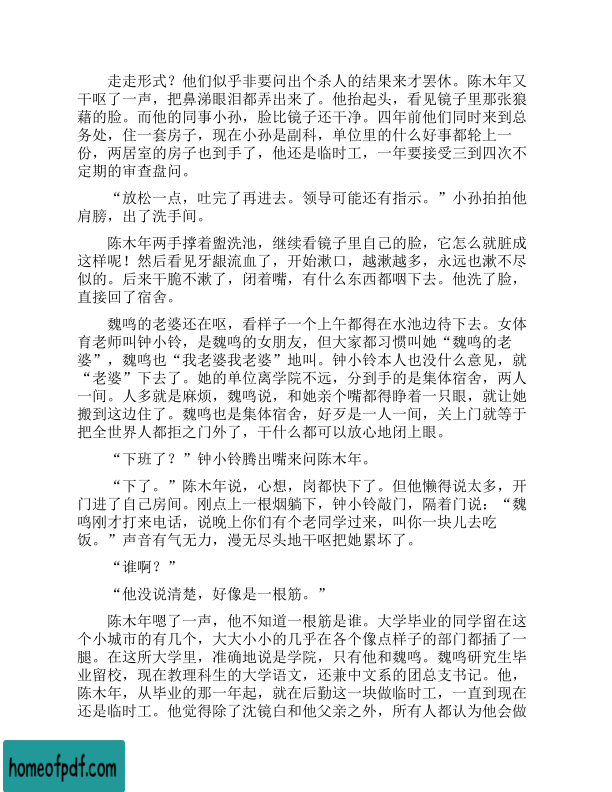 走走形式？他们似乎非要问出个杀人的结果来才罢休。陈木年又
干呕了一声，把鼻涕眼泪都弄出来了。他抬起头，看见镜子里那张狼
藉的脸。而他的同事小孙，脸比镜子还干净。四年前他们同时来到总
务处，住一套房子，现在小孙是副科，单位里的什么好事都轮上一
份，两居室的房子也到手了，他还是临时工，一年要接受三到四次不
定期的审查盘问。
“放松一点，吐完了再进去。领导可能还有指示。”小孙拍拍他
肩膀，出了洗手间。
陈木年两手撑着盥洗池，继续看镜子里自己的脸，它怎么就脏成
这样呢！然后看见牙龈流血了，开始漱口，越漱越多，永远也漱不尽
似的。后来干脆不漱了，闭着嘴，有什么东西都咽下去。他洗了脸，
直接回了宿舍。
魏鸣的老婆还在呕，看样子一个上午都得在水池边待下去。女体
育老师叫钟小铃，是魏鸣的女朋友，但大家都习惯叫她“魏鸣的老
婆”，魏鸣也“我老婆我老婆”地叫。钟小铃本人也没什么意见，就
“老婆”下去了。她的单位离学院不远，分到手的是集体宿舍，两人
一间。人多就是麻烦，魏鸣说，和她亲个嘴都得睁着一只眼，就让她
搬到这边住了。魏鸣也是集体宿舍，好歹是一人一间，关上门就等于
把全世界人都拒之门外了，干什么都可以放心地闭上眼。
“下班了？”钟小铃腾出嘴来问陈木年。
“下了。”陈木年说，心想，岗都快下了。但他懒得说太多，开
门进了自己房间。刚点上一根烟躺下，钟小铃敲门，隔着门说：“魏
鸣刚才打来电话，说晚上你们有个老同学过来，叫你一块儿去吃
饭。”声音有气无力，漫无尽头地干呕把她累坏了。
“谁啊？”
“他没说清楚，好像是一根筋。”
陈木年嗯了一声，他不知道一根筋是谁。大学毕业的同学留在这
个小城市的有几个，大大小小的几乎在各个像点样子的部门都插了一
腿。在这所大学里，准确地说是学院，只有他和魏鸣。魏鸣研究生毕
业留校，现在教理科生的大学语文，还兼中文系的团总支书记。他，
陈木年，从毕业的那一年起，就在后勤这一块做临时工，一直到现在
还是临时工。他觉得除了沈镜白和他父亲之外，所有人都认为他会做
homeofpdf.com